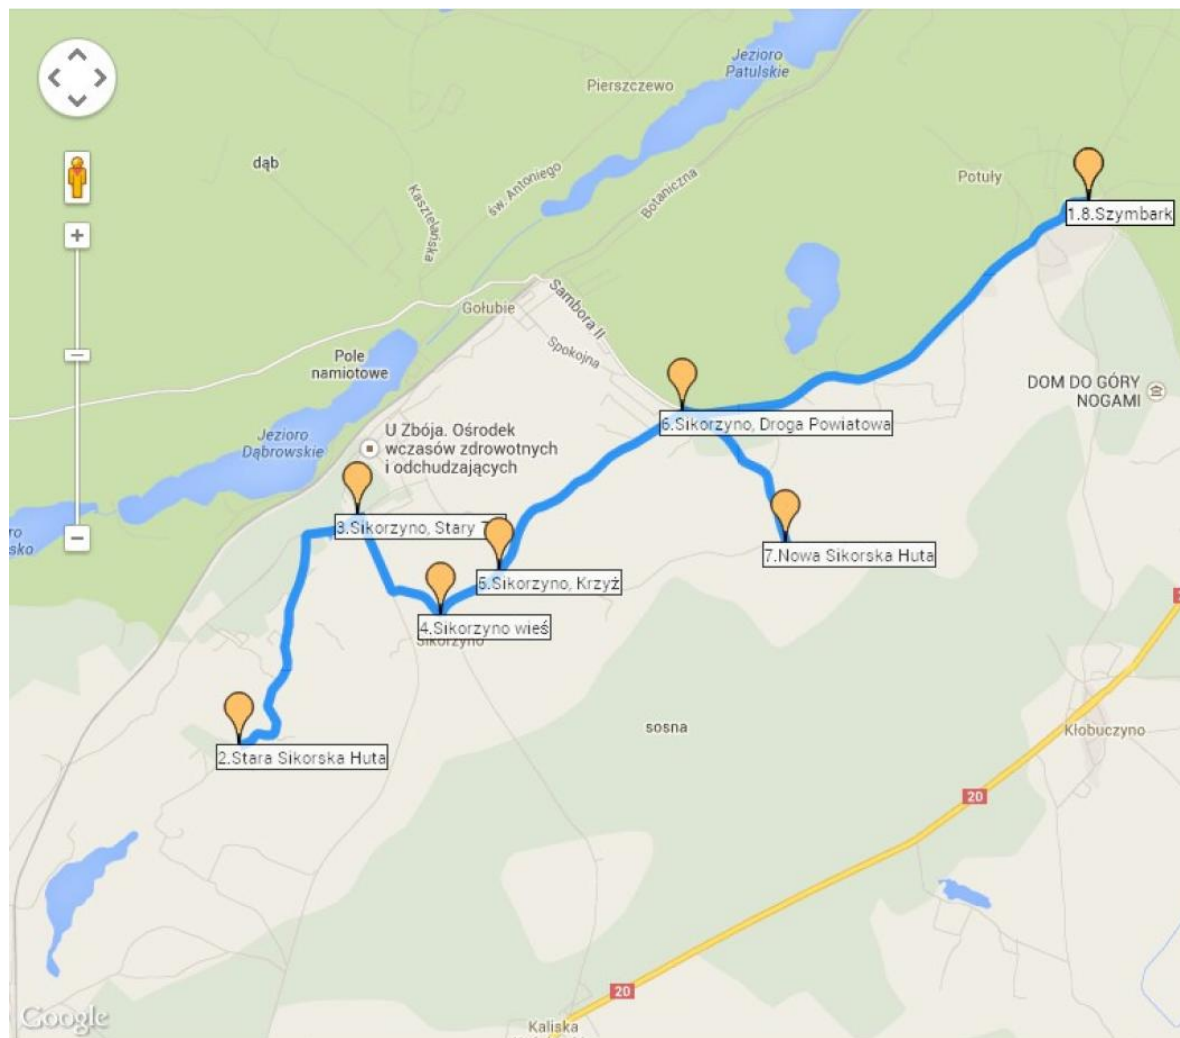 Jezioro
Patulskie
Pierszczewo
dąb
św. Antoniego
Kasztelańska
Botaniczna
Potuły
1.8.Szymbark
Gołubie
Sambora II
Spokojna
Pole
namiotowe
DOM DO GÓRY
NOGAMI
6.Sikorzyno, Droga Powiatowa
Jezioro
Dąbrowskie
U Zbója. Ośrodek
wczasów zdrowotnych
i odchudzających
3.Sikorzyno, Stary
7.Nowa Sikorska Huta
5.Sikorzyno, Krzyż
4.Sikorzyno wieś
Sikorzyno
sosna
Kłobuczyno
2.Stara Sikorska Huta
20
20
Google
Kaliska